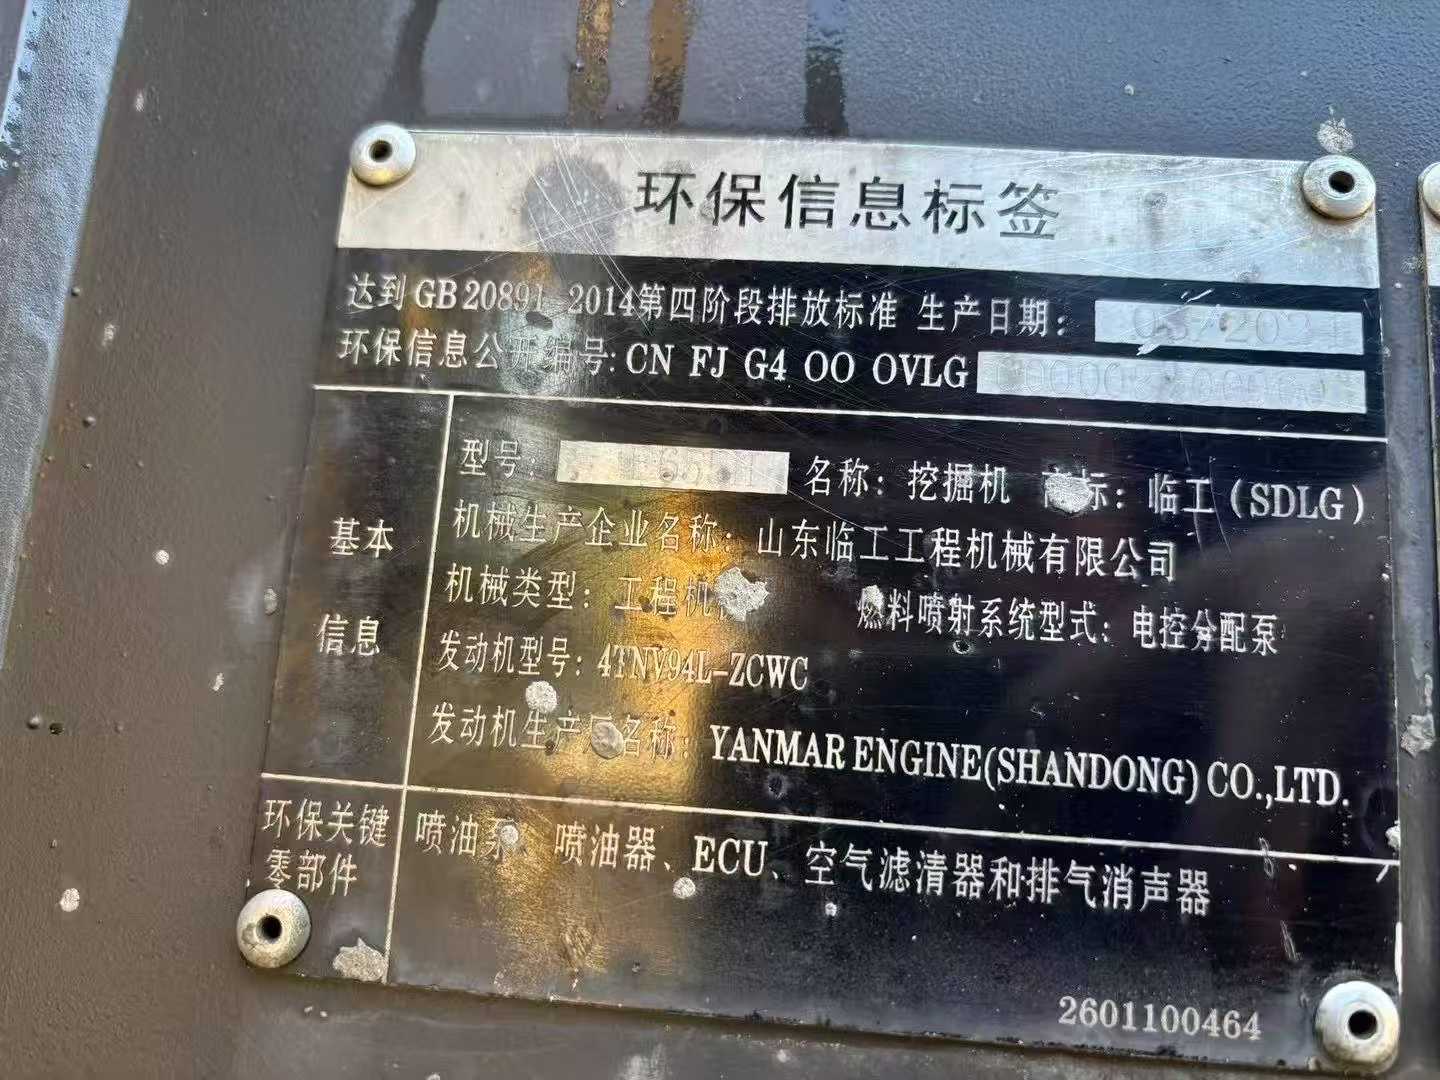 环保信息标签
达到GB 20891 2014第四阶段排放标准 生产日期：
环保信息公开编号: CN FJ G4 OO OVLG
型号: 名称：挖掘机 商标：临工（SDLG）
机械生产企业名称：山东临工工程机械有限公司
机械类型：工程机械 燃料喷射系统型式：电控分配泵
基本
信息
发动机型号：4TNV94L-ZCWC
发动机生产厂名称：YANMAR ENGINE(SHANDONG) CO.,LTD.
环保关键
零部件
喷油泵、喷油器、ECU、空气滤清器和排气消声器
2601100464